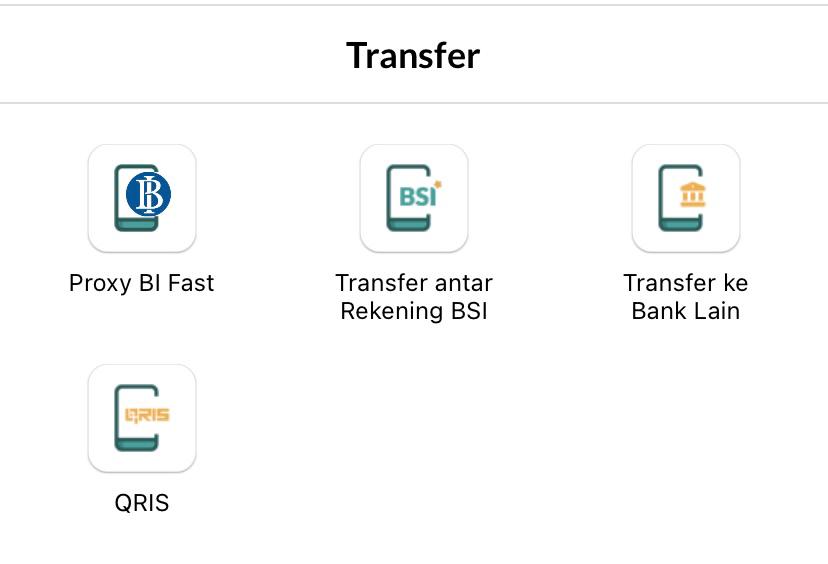 Transfer
BI
Proxy BI Fast
BSI
Transfer antar
Rekening BSI
Transfer ke
Bank Lain
QRIS
QRIS